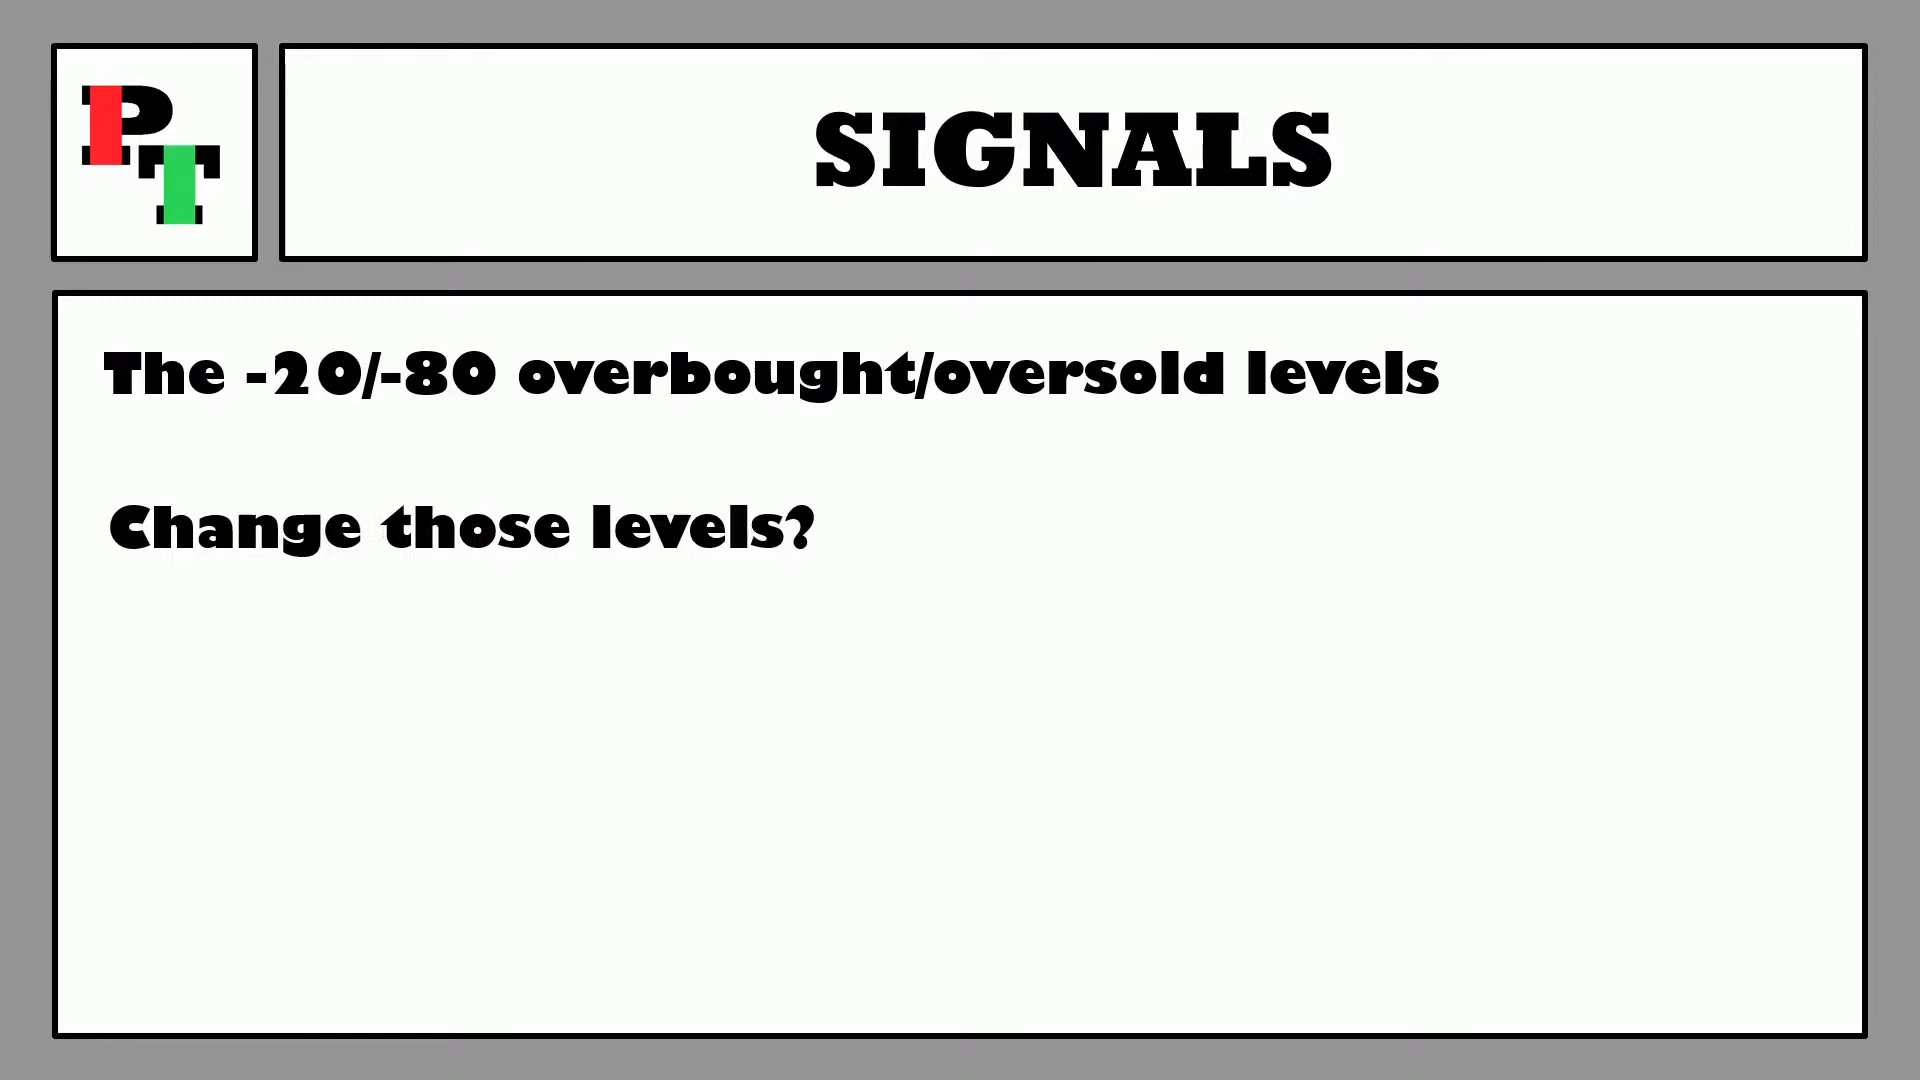 PT
SIGNALS
The -20/-80 overbought/oversold levels
Change those levels?